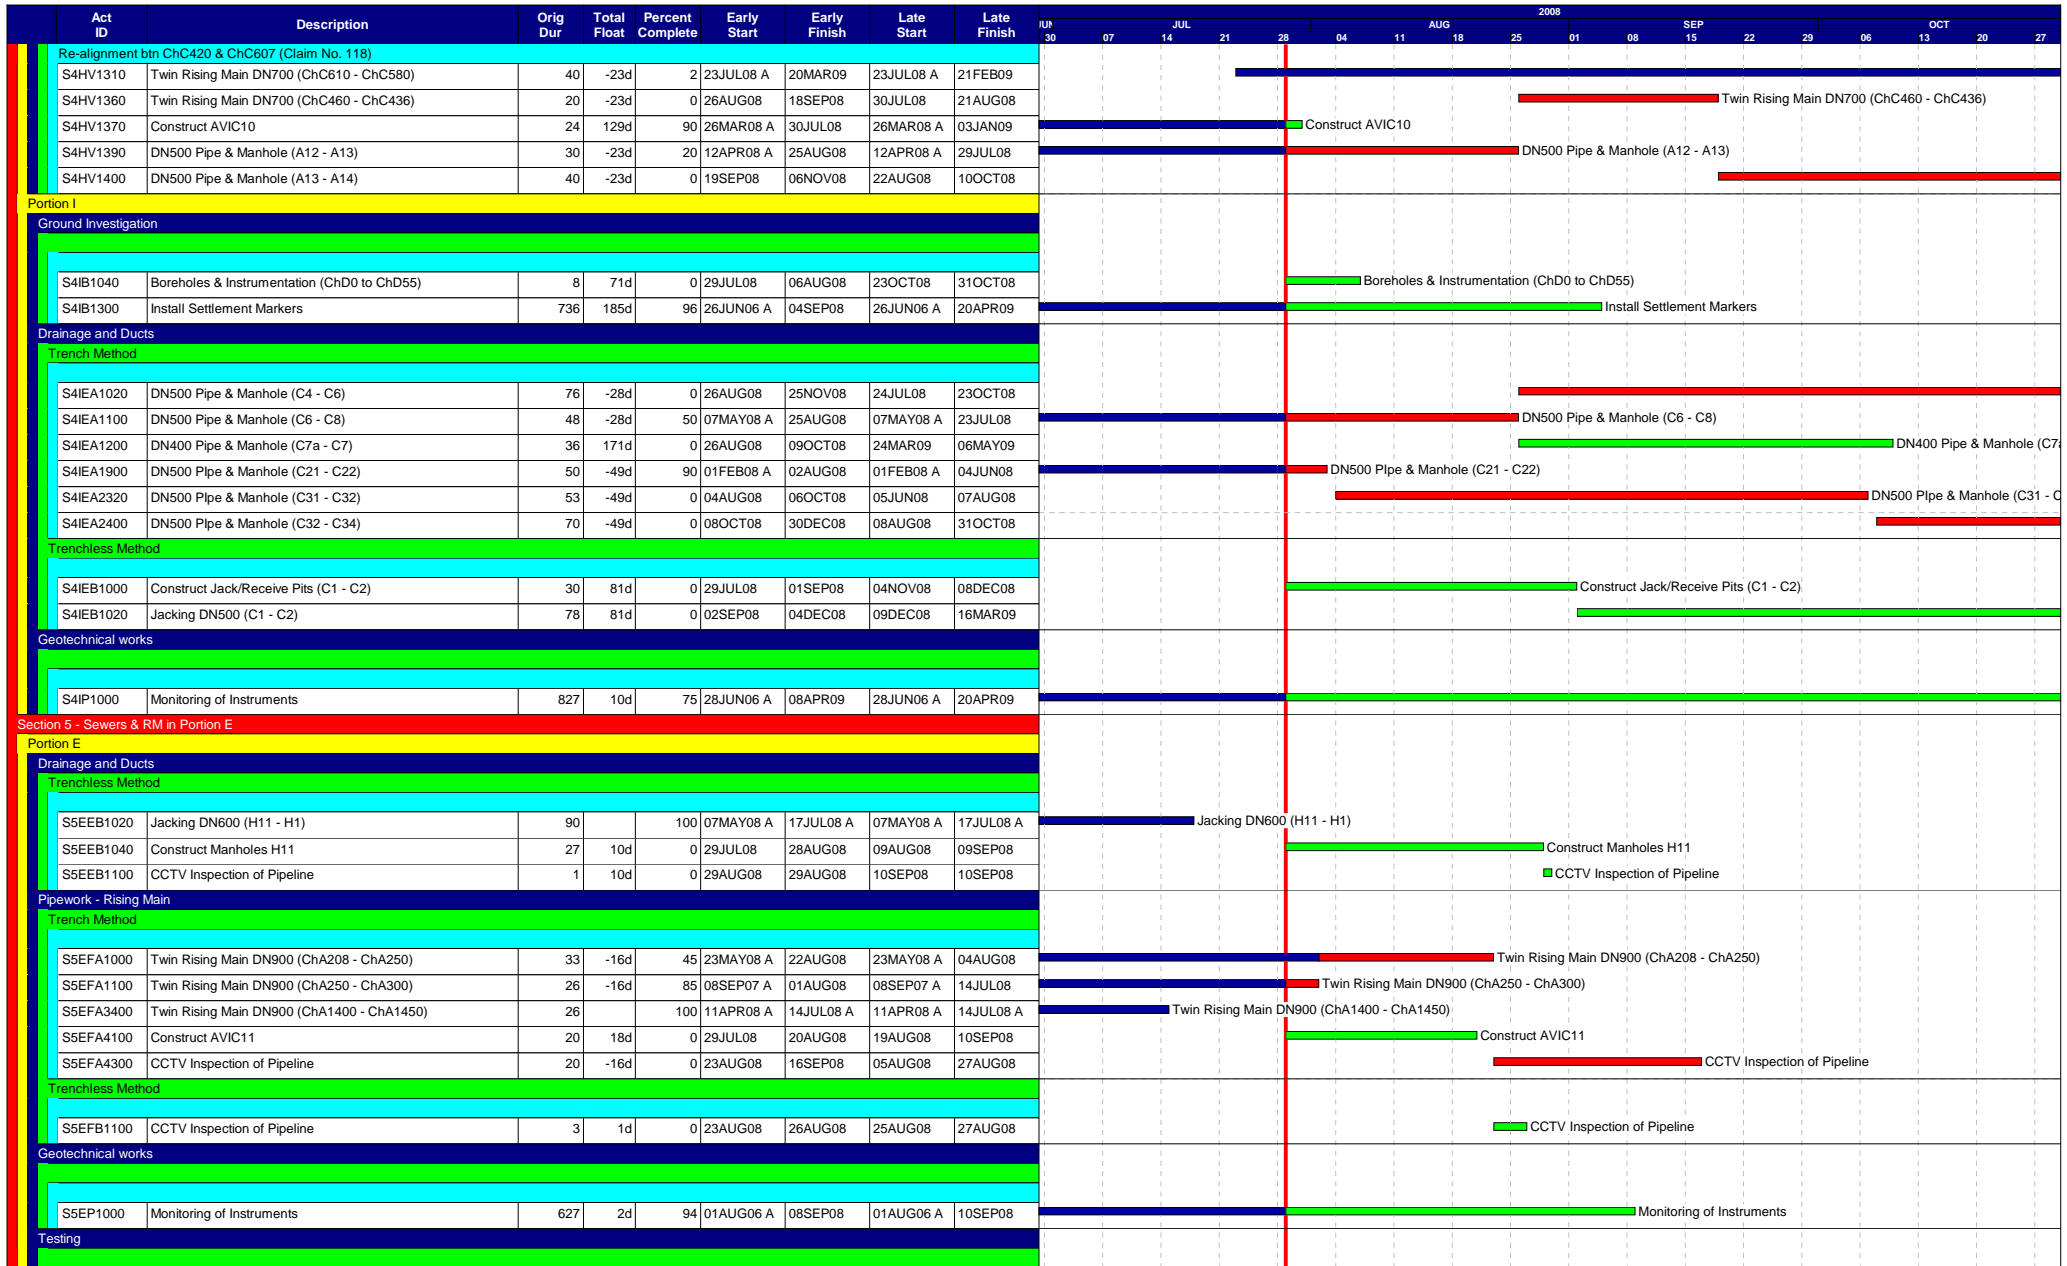 2008
Act ID Description Orig Dur Total Float Percent Complete Early Start Early Finish Late Start Late Finish JUN JUL AUG SEP OCT
30 07 14 21 28 04 11 18 25 01 08 15 22 29 06 13 20 27
Re-alignment btn ChC420 & ChC607 (Claim No. 118)
S4HV1310 Twin Rising Main DN700 (ChC610 - ChC580) 40 -23d 2 23JUL08 A 20MAR09 23JUL08 A 21FEB09
S4HV1360 Twin Rising Main DN700 (ChC460 - ChC436) 20 -23d 0 26AUG08 18SEP08 30JUL08 21AUG08 Twin Rising Main DN700 (ChC460 - ChC436)
S4HV1370 Construct AVIC10 24 129d 90 26MAR08 A 30JUL08 26MAR08 A 03JAN09 Construct AVIC10
S4HV1390 DN500 Pipe & Manhole (A12 - A13) 30 -23d 20 12APR08 A 25AUG08 12APR08 A 29JUL08 DN500 Pipe & Manhole (A12 - A13)
S4HV1400 DN500 Pipe & Manhole (A13 - A14) 40 -23d 0 19SEP08 06NOV08 22AUG08 10OCT08
Portion I
Ground Investigation
S4IB1040 Boreholes & Instrumentation (ChD0 to ChD55) 8 71d 0 29JUL08 06AUG08 23OCT08 31OCT08 Boreholes & Instrumentation (ChD0 to ChD55)
S4IB1300 Install Settlement Markers 736 185d 96 26JUN06 A 04SEP08 26JUN06 A 20APR09 Install Settlement Markers
Drainage and Ducts
Trench Method
S4IEA1020 DN500 Pipe & Manhole (C4 - C6) 76 -28d 0 26AUG08 25NOV08 24JUL08 23OCT08
S4IEA1100 DN500 Pipe & Manhole (C6 - C8) 48 -28d 50 07MAY08 A 25AUG08 07MAY08 A 23JUL08 DN500 Pipe & Manhole (C6 - C8)
S4IEA1200 DN400 Pipe & Manhole (C7a - C7) 36 171d 0 26AUG08 09OCT08 24MAR09 06MAY09 DN400 Pipe & Manhole (C7a
S4IEA1900 DN500 PIpe & Manhole (C21 - C22) 50 -49d 90 01FEB08 A 02AUG08 01FEB08 A 04JUN08 DN500 PIpe & Manhole (C21 - C22)
S4IEA2320 DN500 PIpe & Manhole (C31 - C32) 53 -49d 0 04AUG08 06OCT08 05JUN08 07AUG08 DN500 PIpe & Manhole (C31 - C
S4IEA2400 DN500 PIpe & Manhole (C32 - C34) 70 -49d 0 08OCT08 30DEC08 08AUG08 31OCT08
Trenchless Method
S4IEB1000 Construct Jack/Receive Pits (C1 - C2) 30 81d 0 29JUL08 01SEP08 04NOV08 08DEC08 Construct Jack/Receive Pits (C1 - C2)
S4IEB1020 Jacking DN500 (C1 - C2) 78 81d 0 02SEP08 04DEC08 09DEC08 16MAR09
Geotechnical works
S4IP1000 Monitoring of Instruments 827 10d 75 28JUN06 A 08APR09 28JUN06 A 20APR09
Section 5 - Sewers & RM in Portion E
Portion E
Drainage and Ducts
Trenchless Method
S5EEB1020 Jacking DN600 (H11 - H1) 90 100 07MAY08 A 17JUL08 A 07MAY08 A 17JUL08 A Jacking DN600 (H11 - H1)
S5EEB1040 Construct Manholes H11 27 10d 0 29JUL08 28AUG08 09AUG08 09SEP08 Construct Manholes H11
S5EEB1100 CCTV Inspection of Pipeline 1 10d 0 29AUG08 29AUG08 10SEP08 10SEP08 CCTV Inspection of Pipeline
Pipework - Rising Main
Trench Method
S5EFA1000 Twin Rising Main DN900 (ChA208 - ChA250) 33 -16d 45 23MAY08 A 22AUG08 23MAY08 A 04AUG08 Twin Rising Main DN900 (ChA208 - ChA250)
S5EFA1100 Twin Rising Main DN900 (ChA250 - ChA300) 26 -16d 85 08SEP07 A 01AUG08 08SEP07 A 14JUL08 Twin Rising Main DN900 (ChA250 - ChA300)
S5EFA3400 Twin Rising Main DN900 (ChA1400 - ChA1450) 26 100 11APR08 A 14JUL08 A 11APR08 A 14JUL08 A Twin Rising Main DN900 (ChA1400 - ChA1450)
S5EFA4100 Construct AVIC11 20 18d 0 29JUL08 20AUG08 19AUG08 10SEP08 Construct AVIC11
S5EFA4300 CCTV Inspection of Pipeline 20 -16d 0 23AUG08 16SEP08 05AUG08 27AUG08 CCTV Inspection of Pipeline
Trenchless Method
S5EFB1100 CCTV Inspection of Pipeline 3 1d 0 23AUG08 26AUG08 25AUG08 27AUG08 CCTV Inspection of Pipeline
Geotechnical works
S5EP1000 Monitoring of Instruments 627 2d 94 01AUG06 A 08SEP08 01AUG06 A 10SEP08 Monitoring of Instruments
Testing